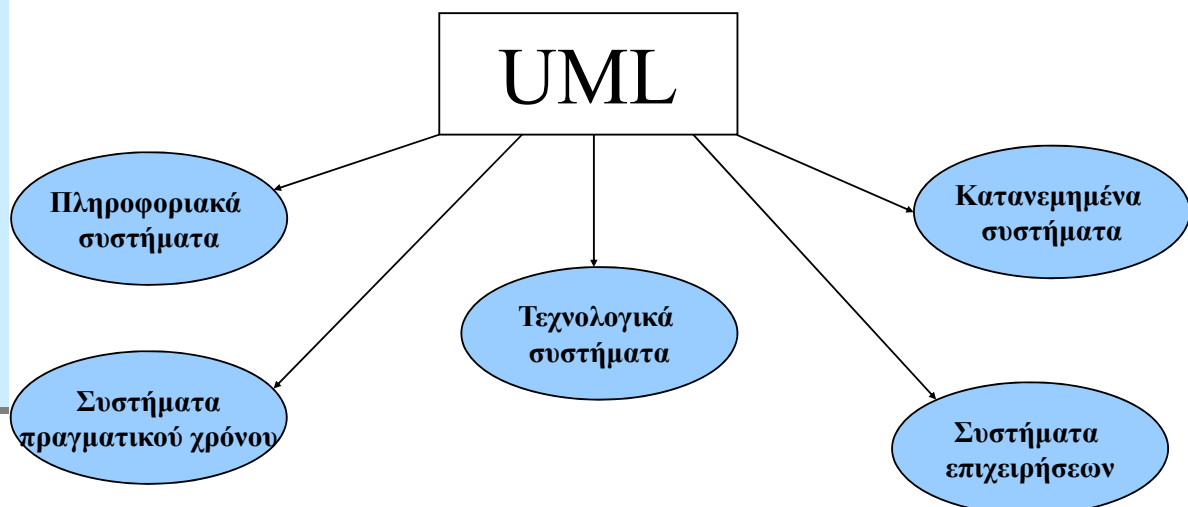 UML
Πληροφοριακά
συστήματα
Κατανεμημένα
συστήματα
Τεχνολογικά
συστήματα
Συστήματα
πραγματικού χρόνου
Συστήματα
επιχειρήσεων